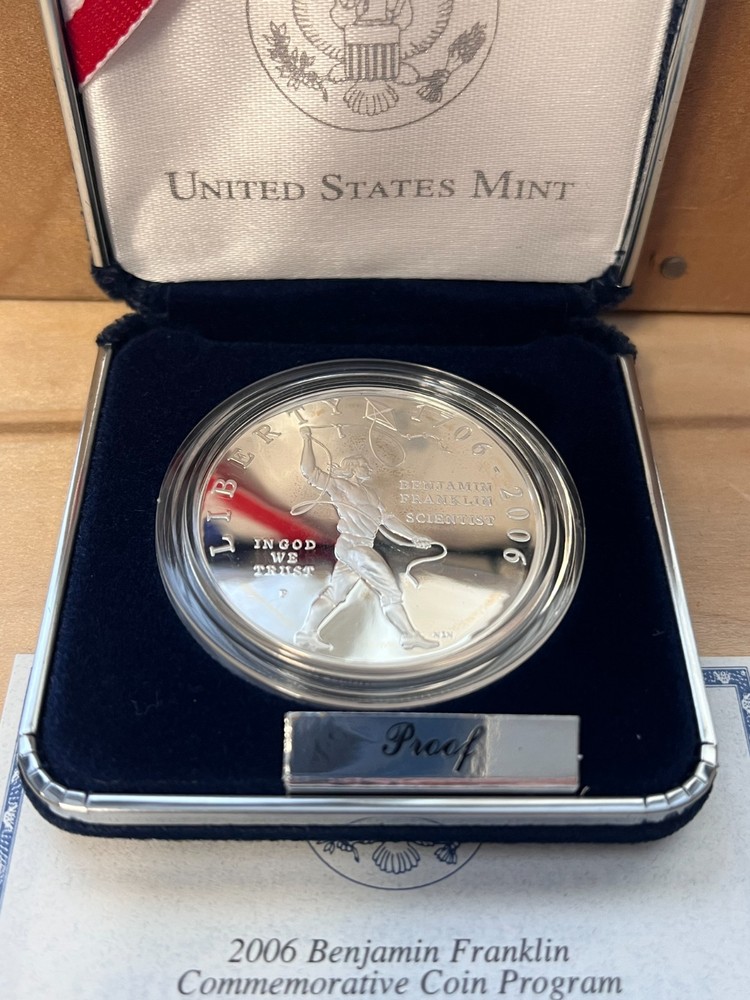 UNITED STATES MINT
LIBERTY 1706 - 2006
BENJAMIN
FRANKLIN
SCIENTIST
IN GOD
WE
TRUST
P
Proof
2006 Benjamin Franklin
Commemorative Coin Program